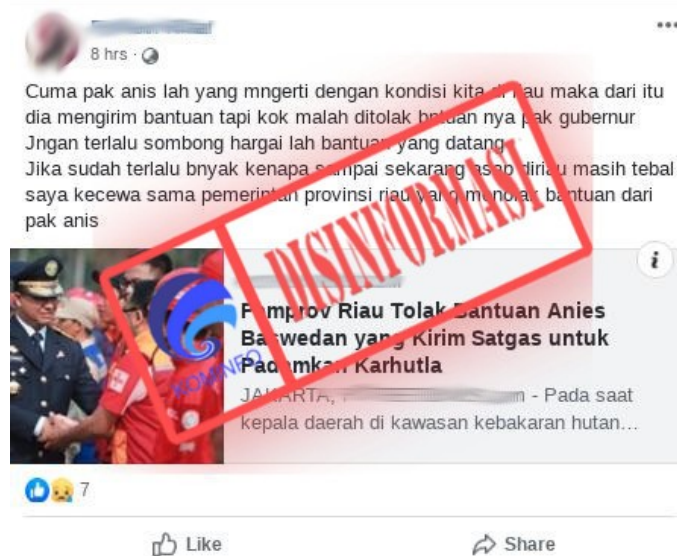 8 hrs ·
Cuma pak anis lah yang mngerti dengan kondisi kita di riau maka dari itu
dia mengirim bantuan tapi kok malah ditolak bntuan nya pak gubernur
Jngan terlalu sombong hargai lah bantuan yang datang
Jika sudah terlalu bnyak kenapa sampai sekarang asap diriau masih tebal
saya kecewa sama pemerintah provinsi riau yang menolak bantuan dari
pak anis
DISINFORMASI
KOMINFO
i
Pemprov Riau Tolak Bantuan Anies
Baswedan yang Kirim Satgas untuk
Padamkan Karhutla
JAKARTA, - Pada saat
kepala daerah di kawasan kebakaran hutan...
7
Like
Share